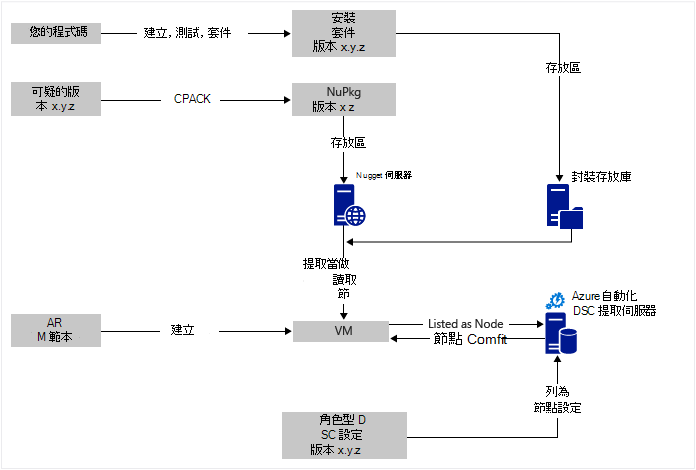 您的程式碼
建立, 測試, 套件
安裝
套件
版本 x.y.z
存放區
可疑的版
本 x.y.z
CPACK
NuPkg
版本 x z
存放區
Nugget 伺服器
封裝存放庫
提取當做
讀取
節
AR
M 範本
建立
VM
Listed as Node
節點 Comfit
Azure 自動化
DSC 提取伺服器
列為
節點設定
角色型 D
SC 設定
版本 x.y.z